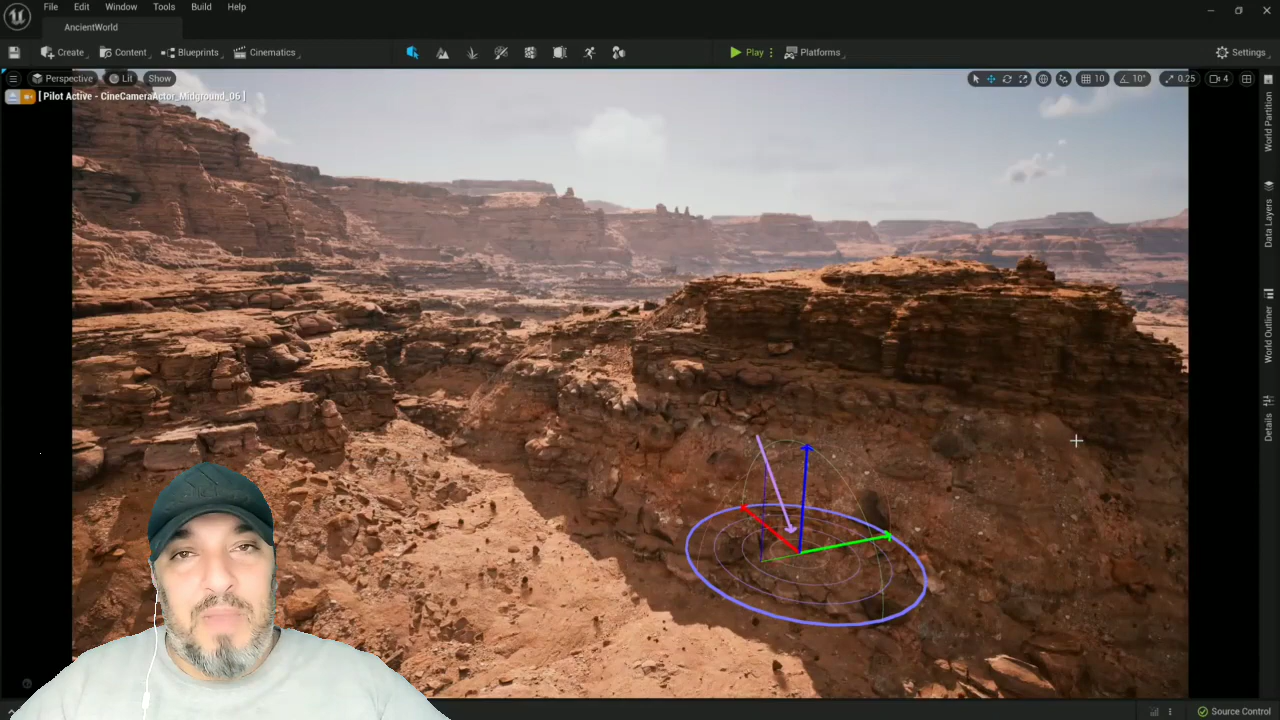 File Edit Window Tools Build Help
AncientWorld
Create Content Blueprints Cinematics Play Platforms Settings
Perspective Lit Show 10 10° 0.25 4
[ Pilot Active - CineCameraActor_Midground_06 ]
World Partition
Data Layers
World Outliner
Details
Source Control